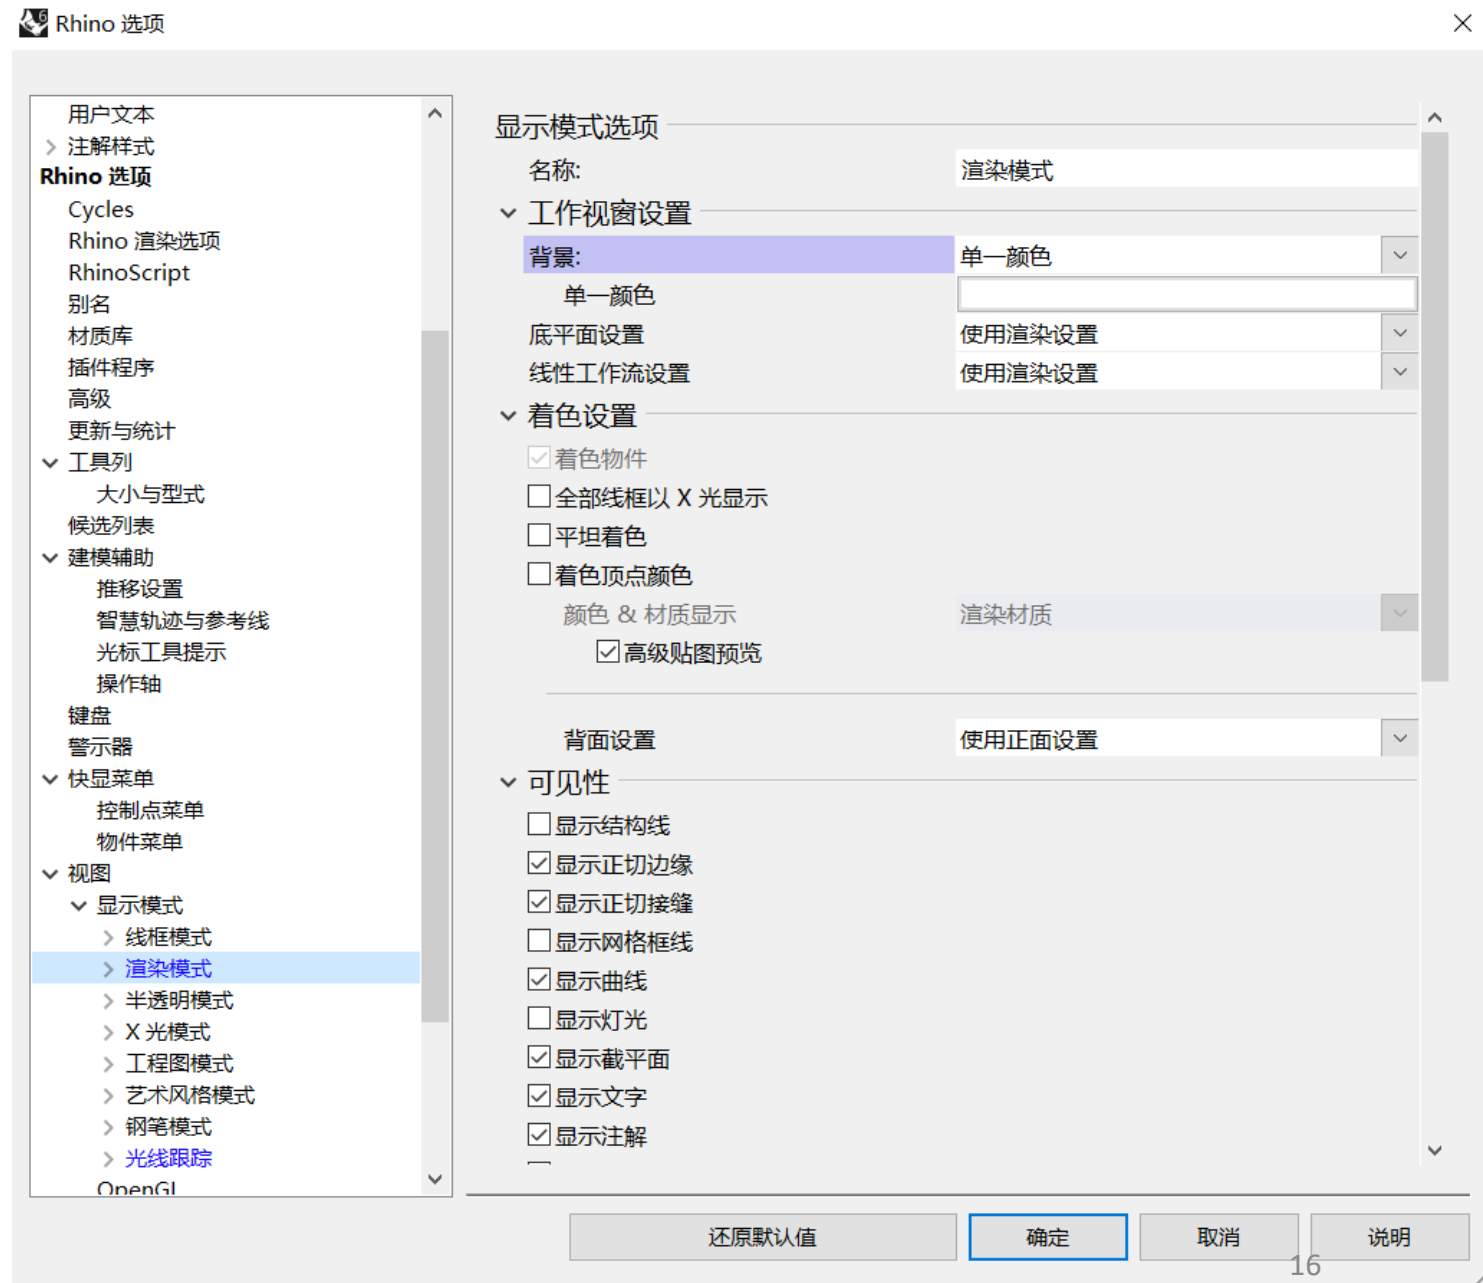 Rhino 选项
用户文本
注解样式
Rhino 选项
Cycles
Rhino 渲染选项
RhinoScript
别名
材质库
插件程序
高级
更新与统计
工具列
大小与型式
候选列表
建模辅助
推移设置
智慧轨迹与参考线
光标工具提示
操作轴
键盘
警示器
快显菜单
控制点菜单
物件菜单
视图
显示模式
线框模式
渲染模式
半透明模式
X 光模式
工程图模式
艺术风格模式
钢笔模式
光线跟踪
OpenGL
显示模式选项
名称: 渲染模式
工作视窗设置
背景: 单一颜色
单一颜色
底平面设置 使用渲染设置
线性工作流设置 使用渲染设置
着色设置
着色物件
全部线框以 X 光显示
平坦着色
着色顶点颜色
颜色 & 材质显示 渲染材质
高级贴图预览
背面设置 使用正面设置
可见性
显示结构线
显示正切边缘
显示正切接缝
显示网格框线
显示曲线
显示灯光
显示截平面
显示文字
显示注解
还原默认值 确定 取消 说明
16